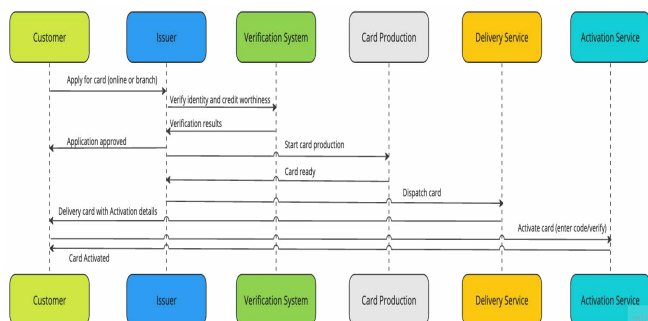 Customer
Issuer
Verification System
Card Production
Delivery Service
Activation Service
Apply for card (online or branch)
Verify identity and credit worthiness
Verification results
Application approved
Start card production
Card ready
Dispatch card
Delivery card with Activation details
Activate card (enter code/verify)
Card Activated
Customer
Issuer
Verification System
Card Production
Delivery Service
Activation Service